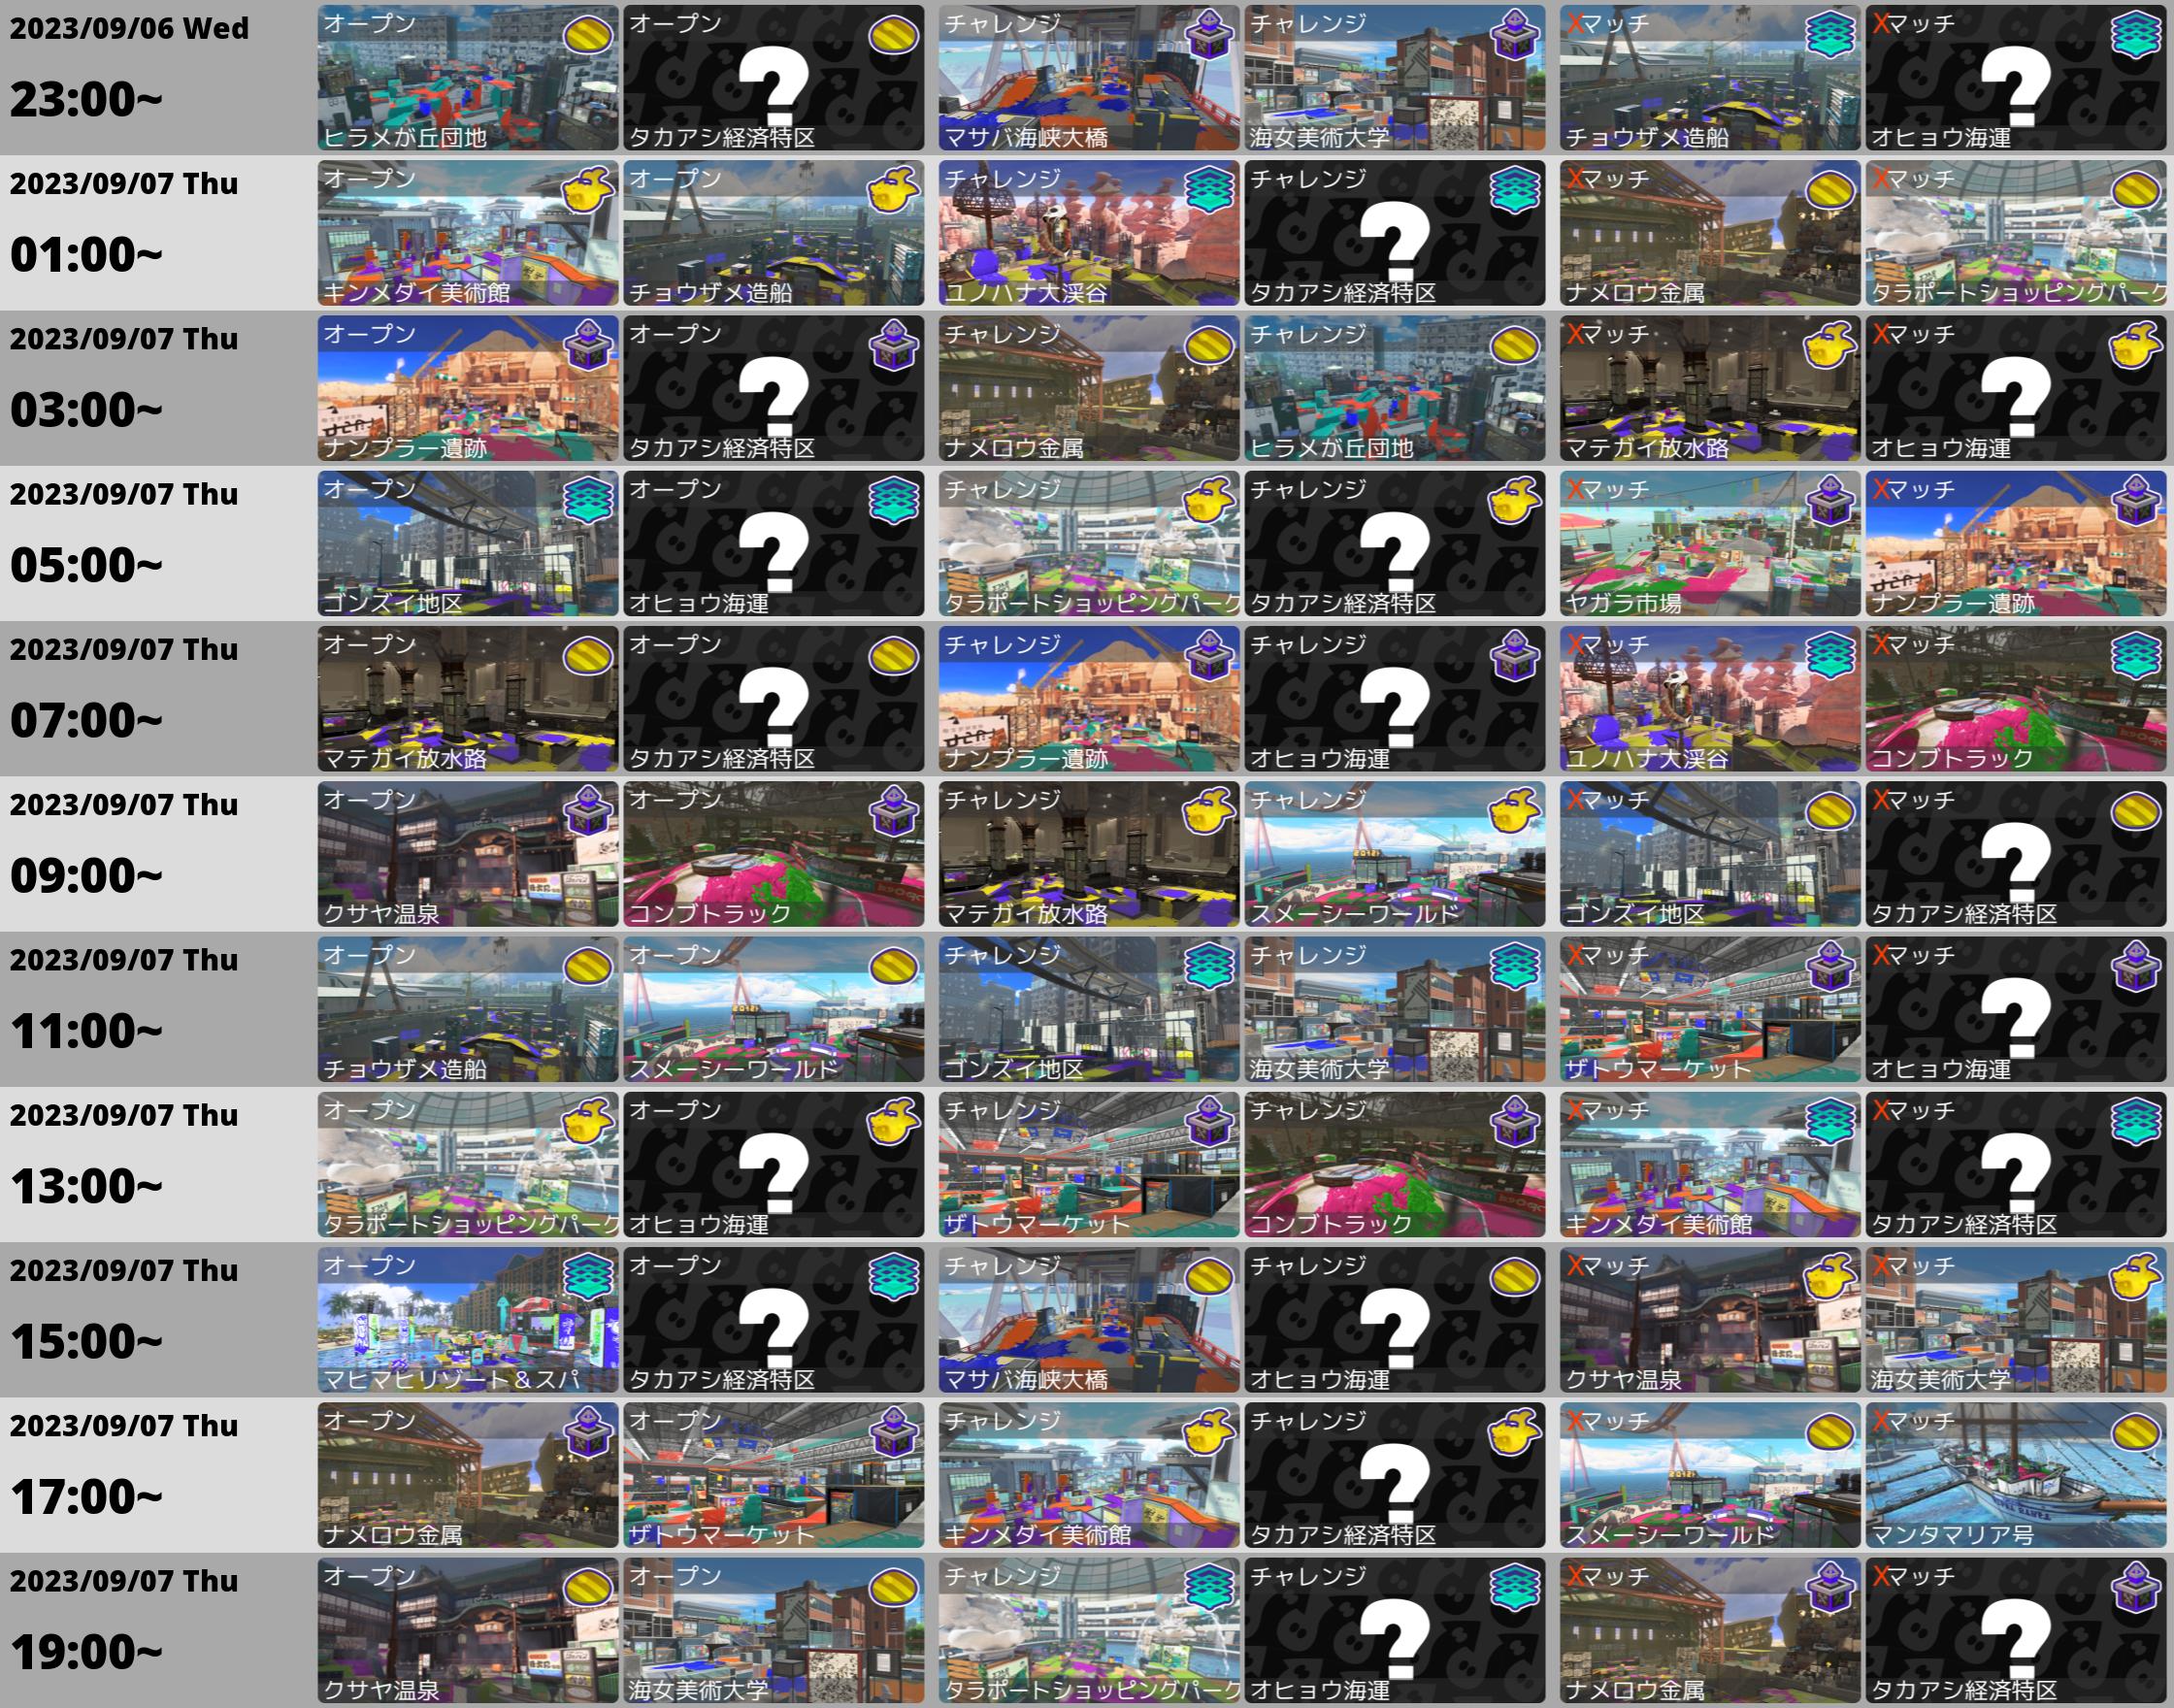 2023/09/06 Wed
23:00~
オープン
ヒラメが丘団地
オープン
?
タカアシ経済特区
チャレンジ
マサバ海峡大橋
チャレンジ
海女美術大学
Xマッチ
チョウザメ造船
Xマッチ
?
オヒョウ海運
2023/09/07 Thu
01:00~
オープン
キンメダイ美術館
オープン
チョウザメ造船
チャレンジ
ユノハナ大渓谷
チャレンジ
?
タカアシ経済特区
Xマッチ
ナメロウ金属
Xマッチ
タラポートショッピングパーク
2023/09/07 Thu
03:00~
オープン
ナンプラー遺跡
オープン
?
タカアシ経済特区
チャレンジ
ナメロウ金属
チャレンジ
ヒラメが丘団地
Xマッチ
マテガイ放水路
Xマッチ
?
オヒョウ海運
2023/09/07 Thu
05:00~
オープン
ゴンズイ地区
オープン
?
オヒョウ海運
チャレンジ
タラポートショッピングパーク
チャレンジ
?
タカアシ経済特区
Xマッチ
ヤガラ市場
Xマッチ
ナンプラー遺跡
2023/09/07 Thu
07:00~
オープン
マテガイ放水路
オープン
?
タカアシ経済特区
チャレンジ
ナンプラー遺跡
チャレンジ
?
オヒョウ海運
Xマッチ
ユノハナ大渓谷
Xマッチ
コンブトラック
2023/09/07 Thu
09:00~
オープン
クサヤ温泉
オープン
コンブトラック
チャレンジ
マテガイ放水路
チャレンジ
スメーシーワールド
Xマッチ
ゴンズイ地区
Xマッチ
?
タカアシ経済特区
2023/09/07 Thu
11:00~
オープン
チョウザメ造船
オープン
スメーシーワールド
チャレンジ
ゴンズイ地区
チャレンジ
海女美術大学
Xマッチ
ザトウマーケット
Xマッチ
?
オヒョウ海運
2023/09/07 Thu
13:00~
オープン
タラポートショッピングパーク
オープン
?
オヒョウ海運
チャレンジ
ザトウマーケット
チャレンジ
コンブトラック
Xマッチ
キンメダイ美術館
Xマッチ
?
タカアシ経済特区
2023/09/07 Thu
15:00~
オープン
マヒマヒリゾート＆スパ
オープン
?
タカアシ経済特区
チャレンジ
マサバ海峡大橋
チャレンジ
?
オヒョウ海運
Xマッチ
クサヤ温泉
Xマッチ
海女美術大学
2023/09/07 Thu
17:00~
オープン
ナメロウ金属
オープン
ザトウマーケット
チャレンジ
キンメダイ美術館
チャレンジ
?
タカアシ経済特区
Xマッチ
スメーシーワールド
Xマッチ
マンタマリア号
2023/09/07 Thu
19:00~
オープン
クサヤ温泉
オープン
海女美術大学
チャレンジ
タラポートショッピングパーク
チャレンジ
?
オヒョウ海運
Xマッチ
ナメロウ金属
Xマッチ
?
タカアシ経済特区